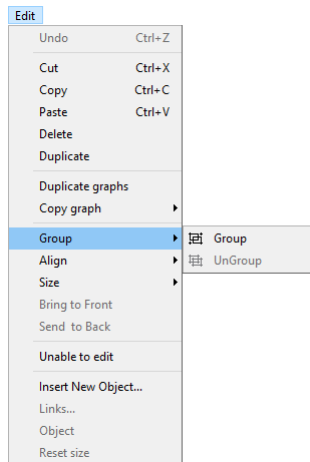 Edit
Undo Ctrl+Z
Cut Ctrl+X
Copy Ctrl+C
Paste Ctrl+V
Delete
Duplicate
Duplicate graphs
Copy graph
Group Group
Align UnGroup
Size
Bring to Front
Send to Back
Unable to edit
Insert New Object...
Links...
Object
Reset size